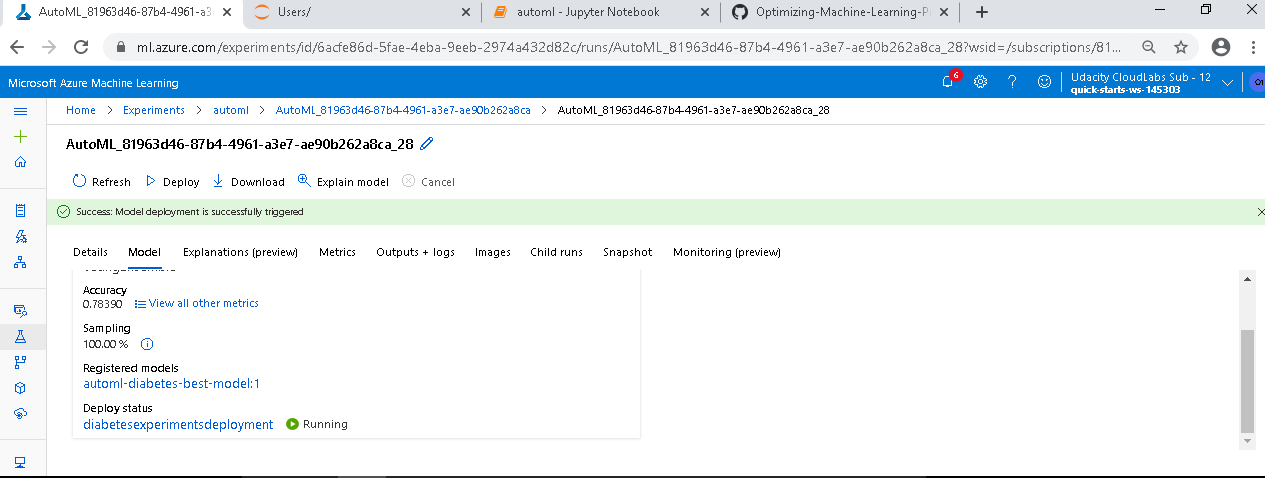 AutoML_81963d46-87b4-4961-a3e7
Users/
automl - Jupyter Notebook
Optimizing-Machine-Learning-P
ml.azure.com/experiments/id/6acfe86d-5fae-4eba-9eeb-2974a432d82c/runs/AutoML_81963d46-87b4-4961-a3e7-ae90b262a8ca_28?wsid=/subscriptions/81...
Microsoft Azure Machine Learning
6
Udacity CloudLabs Sub - 12
quick-starts-ws-145303
Home > Experiments > automl > AutoML_81963d46-87b4-4961-a3e7-ae90b262a8ca > AutoML_81963d46-87b4-4961-a3e7-ae90b262a8ca_28
AutoML_81963d46-87b4-4961-a3e7-ae90b262a8ca_28
Refresh Deploy Download Explain model Cancel
Success: Model deployment is successfully triggered
Details Model Explanations (preview) Metrics Outputs + logs Images Child runs Snapshot Monitoring (preview)
Accuracy
0.78390 View all other metrics
Sampling
100.00 %
Registered models
automl-diabetes-best-model:1
Deploy status
diabetesexperimentsdeployment Running